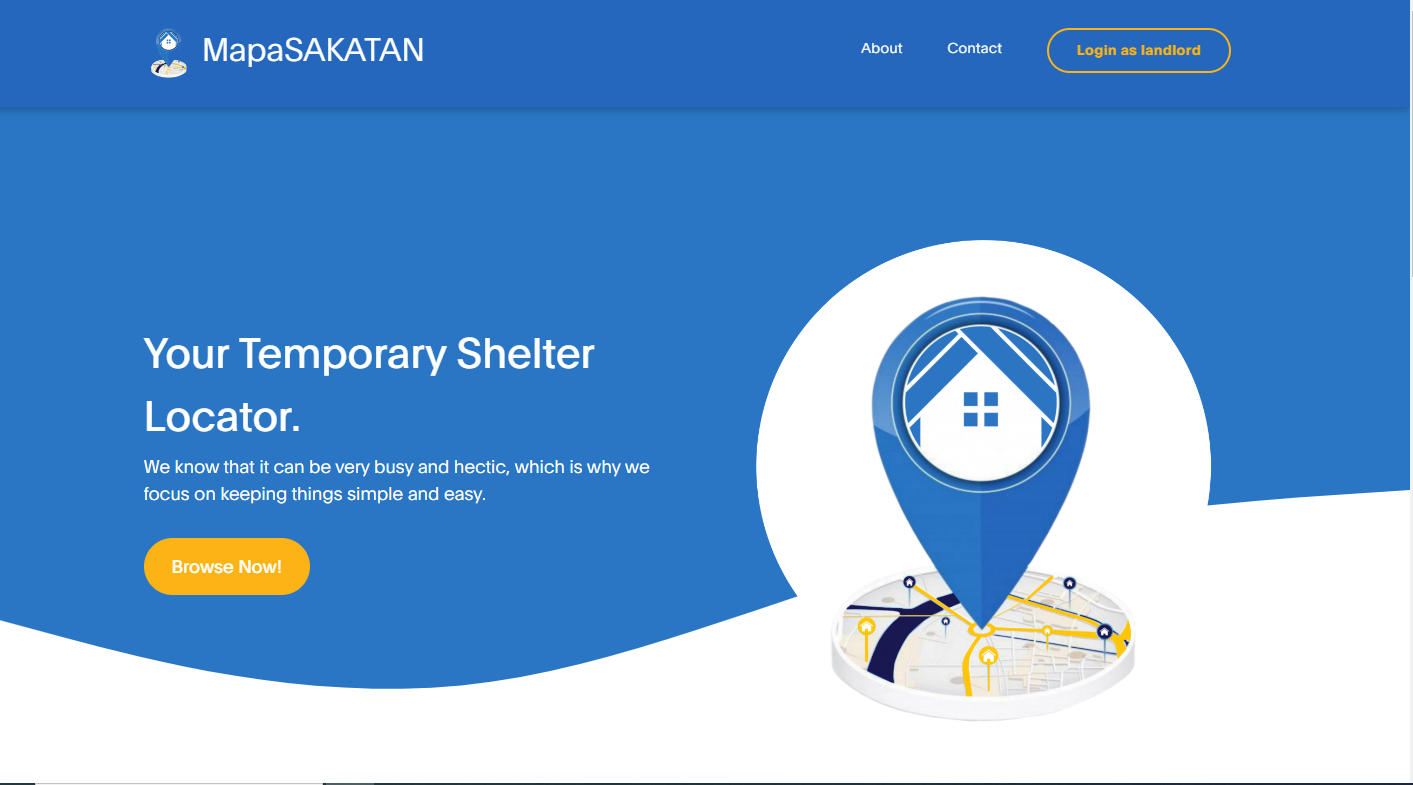 MapaSAKATAN
About
Contact
Login as landlord
Your Temporary Shelter
Locator.
We know that it can be very busy and hectic, which is why we
focus on keeping things simple and easy.
Browse Now!